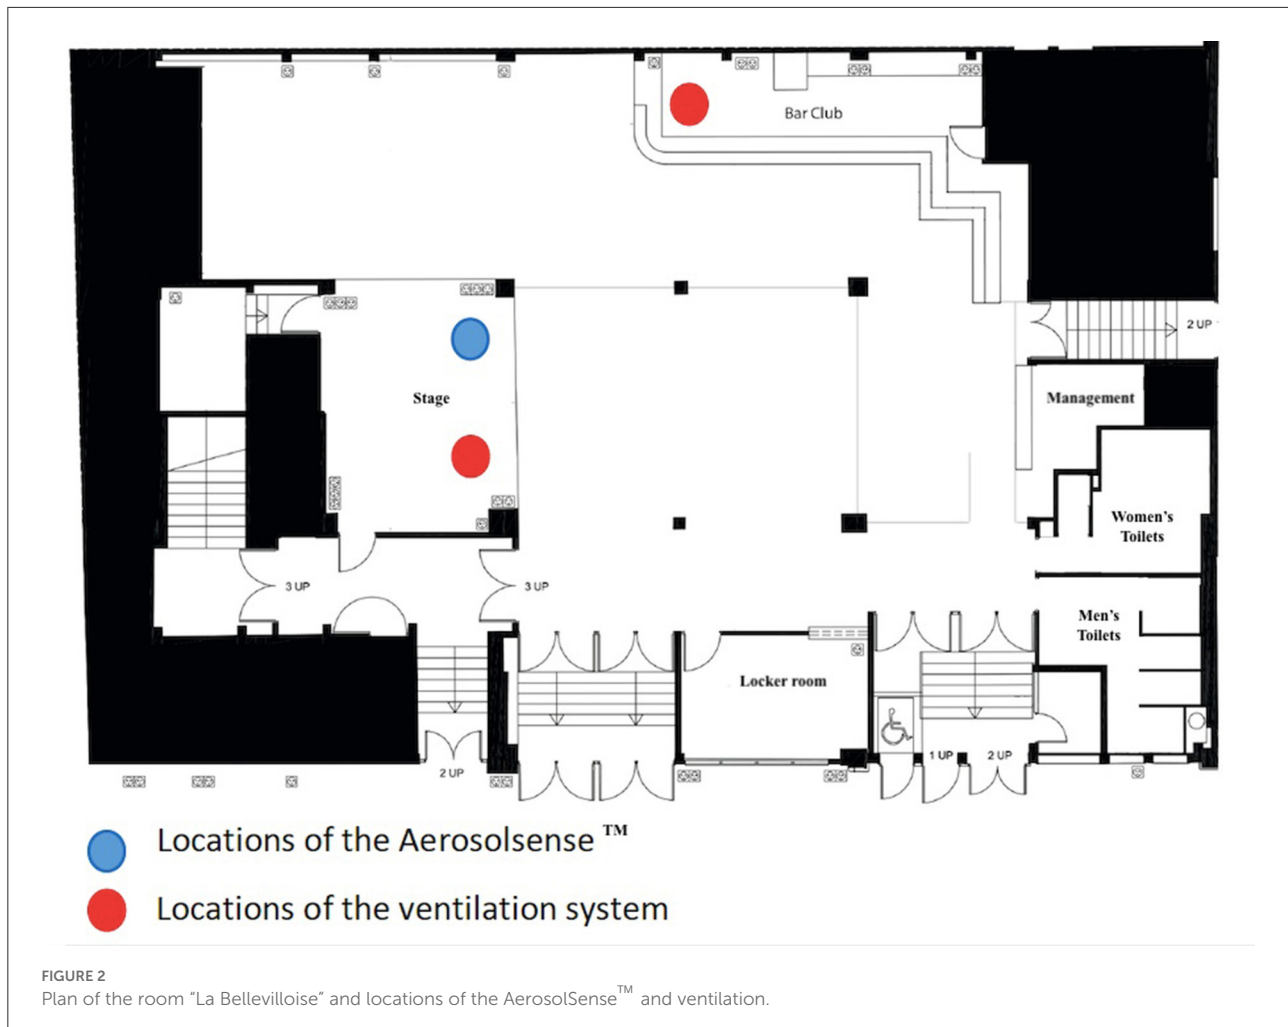 Bar Club
2 UP
Stage
Management
Women's
Toilets
3 UP
3 UP
Men's
Toilets
Locker room
2 UP
1 UP
2 UP
Locations of the Aerosolsense ™
Locations of the ventilation system
FIGURE 2
Plan of the room “La Bellevilloise” and locations of the AerosolSense™ and ventilation.